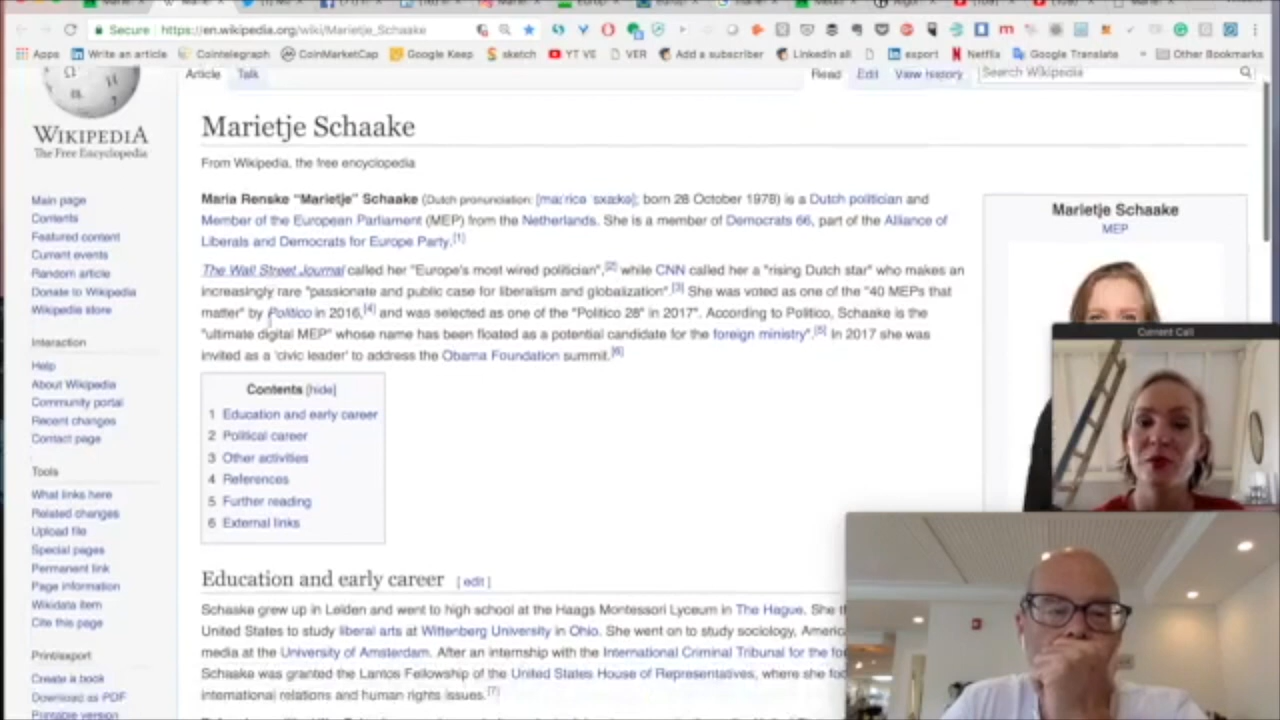 Secure https://en.wikipedia.org/wiki/Marietje_Schaake
Apps Write an article Cointelegraph CoinMarketCap Google Keep sketch YT VE VER Add a subscriber LinkedIn all export Netflix Google Translate Other Bookmarks
Article Talk Read Edit View history Search Wikipedia
WIKIPEDIA
The Free Encyclopedia
Main page
Contents
Featured content
Current events
Random article
Donate to Wikipedia
Wikipedia store
Interaction
Help
About Wikipedia
Community portal
Recent changes
Contact page
Tools
What links here
Related changes
Upload file
Special pages
Permanent link
Page information
Wikidata item
Cite this page
Print/export
Create a book
Download as PDF
Printable version
Marietje Schaake
From Wikipedia, the free encyclopedia
Maria Renske "Marietje" Schaake (Dutch pronunciation: born 28 October 1978) is a Dutch politician and
Member of the European Parliament (MEP) from the Netherlands. She is a member of Democrats 66, part of the Alliance of
Liberals and Democrats for Europe Party.[1]
The Wall Street Journal called her "Europe's most wired politician",[2] while CNN called her a "rising Dutch star" who makes an
increasingly rare "passionate and public case for liberalism and globalization".[3] She was voted as one of the "40 MEPs that
matter" by Politico in 2016,[4] and was selected as one of the "Politico 28" in 2017". According to Politico, Schaake is the
"ultimate digital MEP" whose name has been floated as a potential candidate for the foreign ministry".[5] In 2017 she was
invited as a 'civic leader' to address the Obama Foundation summit.[6]
Contents [hide]
1 Education and early career
2 Political career
3 Other activities
4 References
5 Further reading
6 External links
Education and early career [ edit ]
Schaake grew up in Leiden and went to high school at the Haags Montessori Lyceum in The Hague. She
United States to study liberal arts at Wittenberg University in Ohio. She went on to study sociology,
media at the University of Amsterdam. After an internship with the International Criminal Tribunal for the
Schaake was granted the Lantos Fellowship of the United States House of Representatives, where she
international relations and human rights issues.[7]
Marietje Schaake
MEP
Current Call